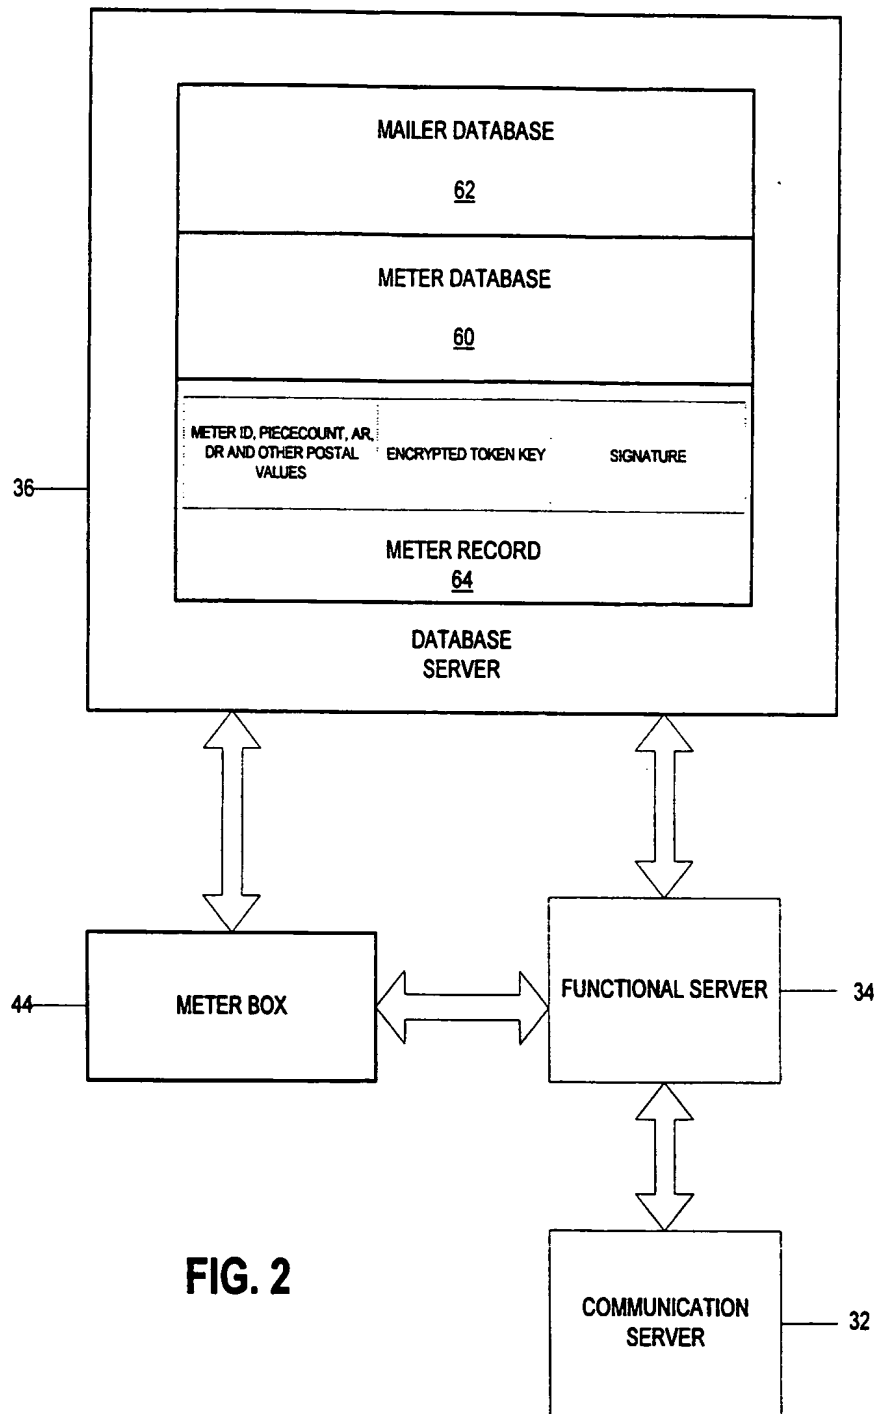 MAILER DATABASE
62
METER DATABASE
60
METER ID, PIECECOUNT, AR,
DR AND OTHER POSTAL
VALUES
ENCRYPTED TOKEN KEY
SIGNATURE
36
METER RECORD
64
DATABASE
SERVER
44
METER BOX
FUNCTIONAL SERVER
34
FIG. 2
COMMUNICATION
SERVER
32